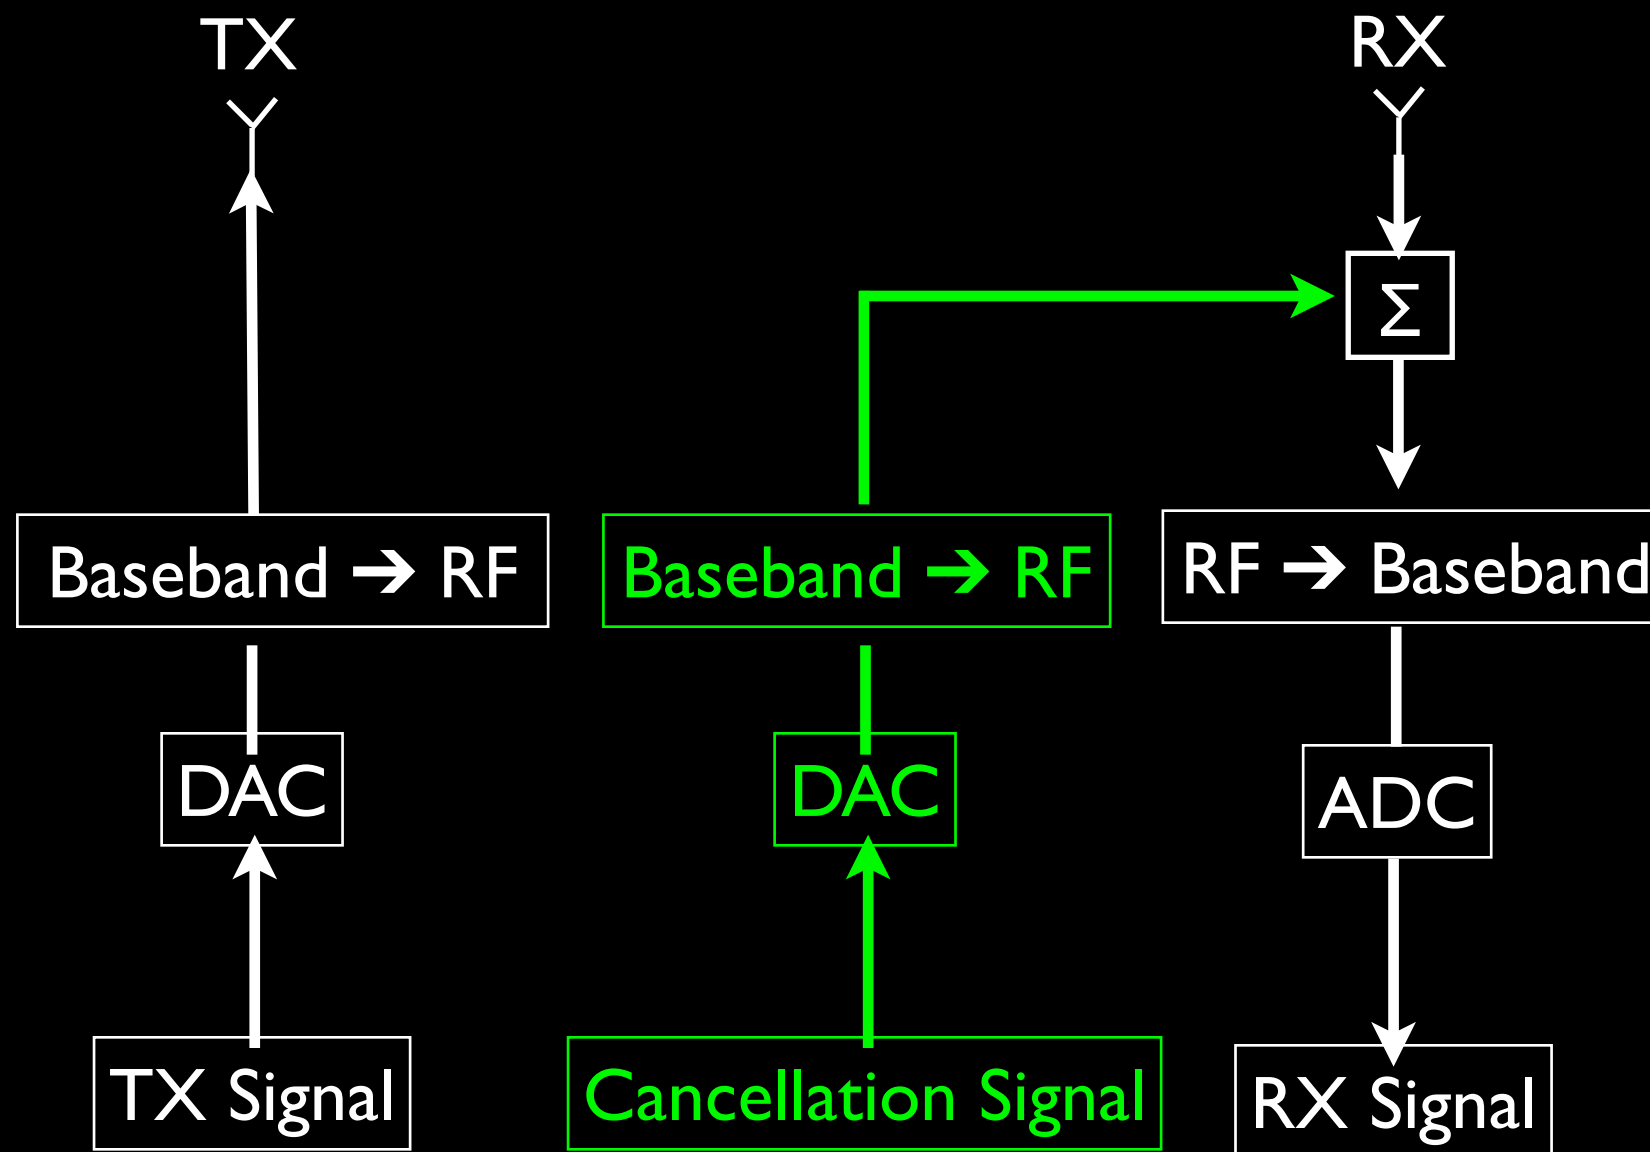 TX
RX
Σ
Baseband ➔ RF
Baseband ➔ RF
RF ➔ Baseband
DAC
DAC
ADC
TX Signal
Cancellation Signal
RX Signal